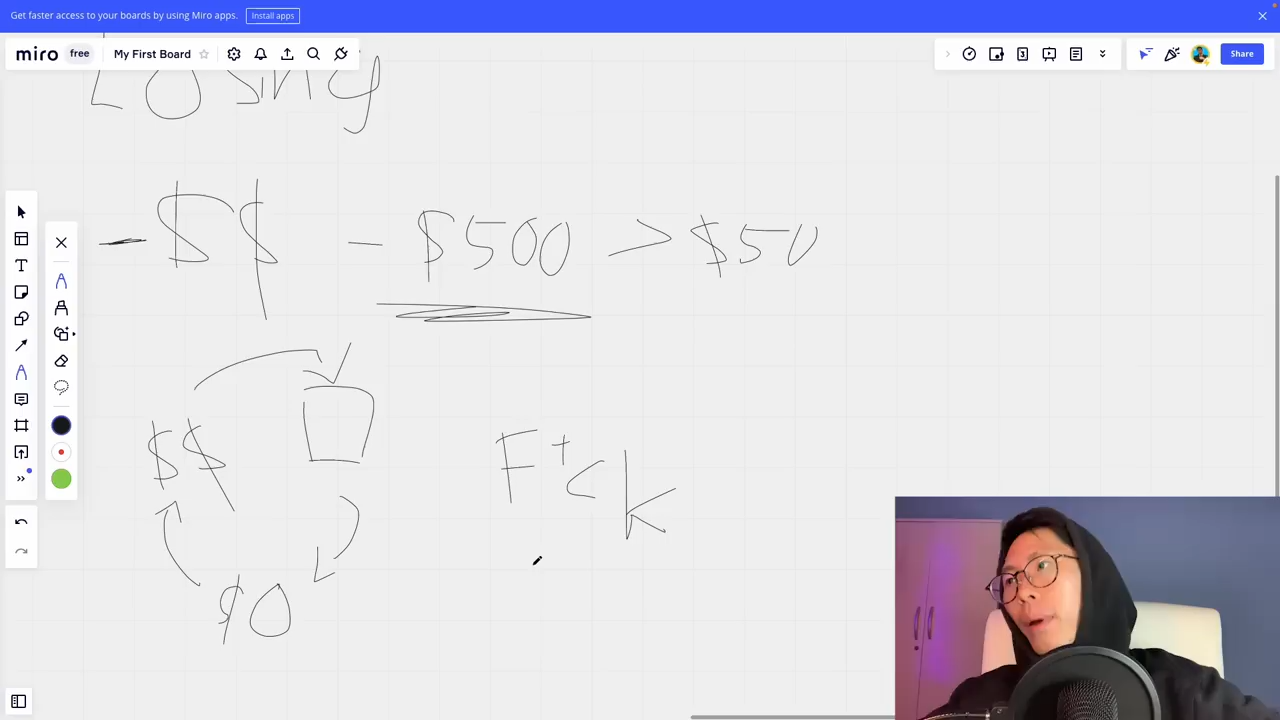 Get faster access to your boards by using Miro apps. Install apps
miro free My First Board
3
Share
Losing
- $$ - $500 > $50
$$
F+ck
$0